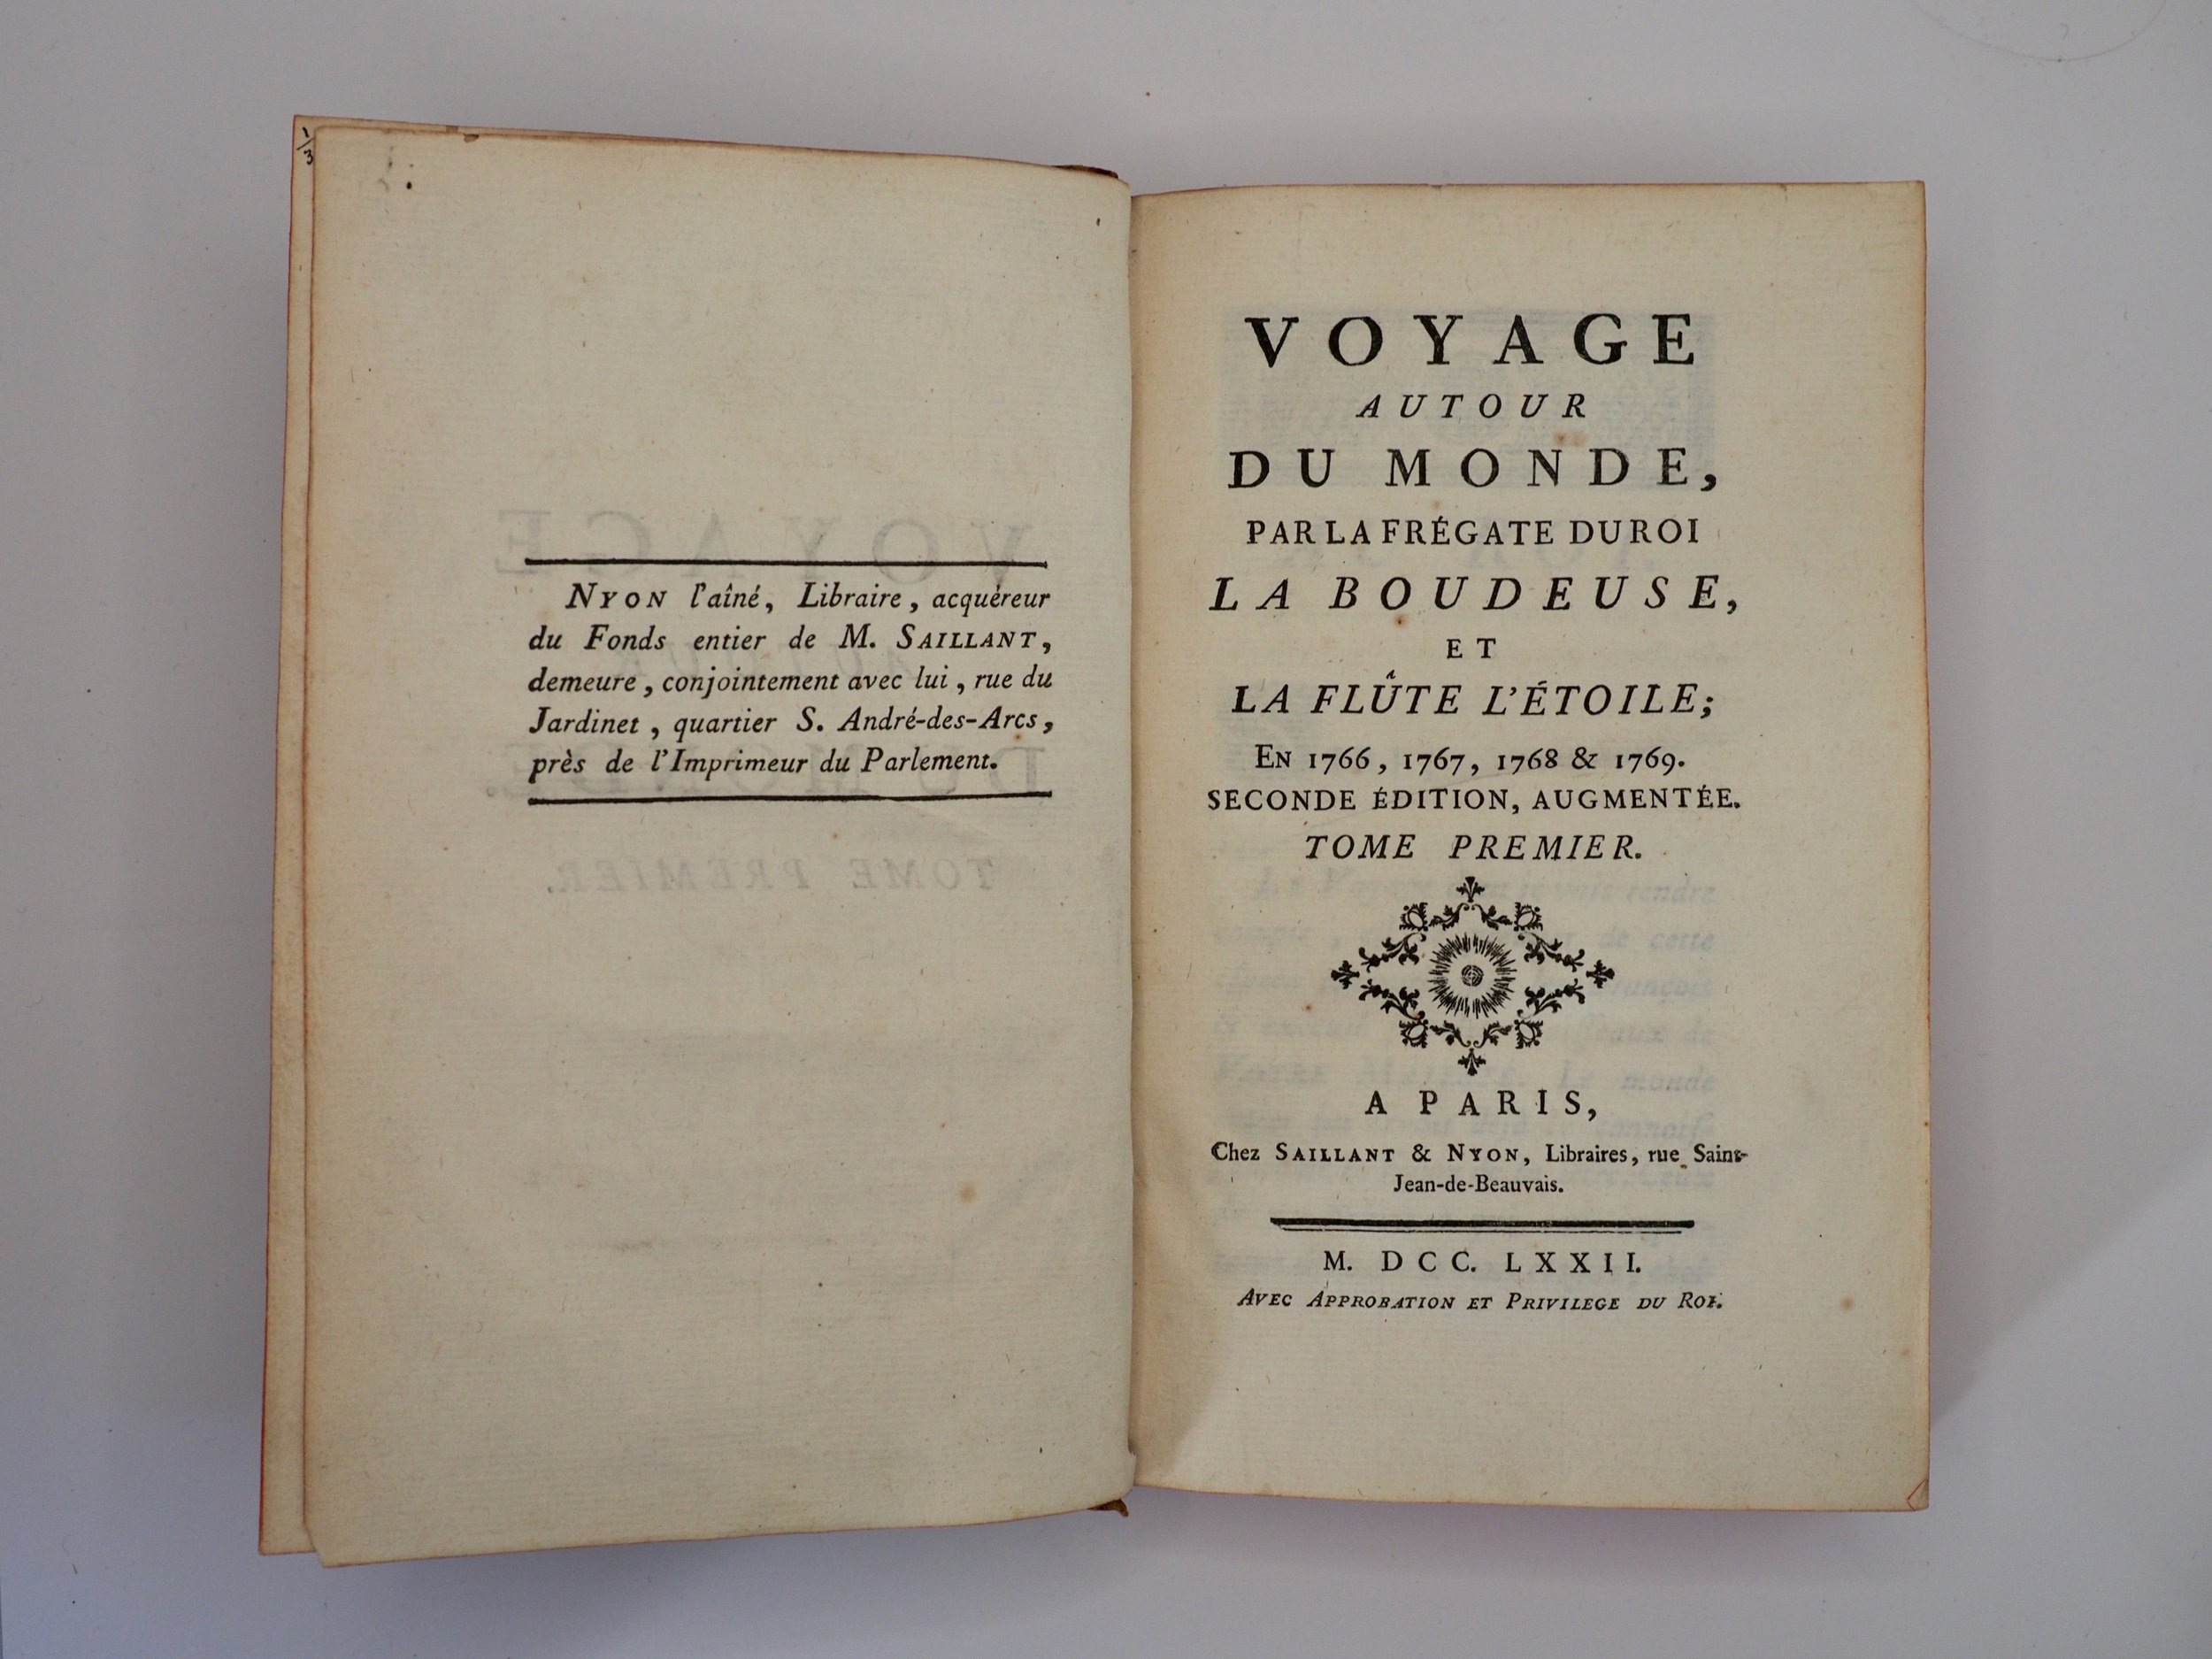 1/3
NYON l'aîné, Libraire, acquéreur
du Fonds entier de M. SAILLANT,
demeure, conjointement avec lui, rue du
Jardinet, quartier S. André-des-Arcs,
près de l'Imprimeur du Parlement.
VOYAGE
AUTOUR
DU MONDE,
PAR LA FRÉGATE DU ROI
LA BOUDEUSE,
ET
LA FLÛTE L'ÉTOILE;
EN 1766, 1767, 1768 & 1769.
SECONDE ÉDITION, AUGMENTÉE.
TOME PREMIER.
A PARIS,
Chez SAILLANT & NYON, Libraires, rue Saint-
Jean-de-Beauvais.
M. DCC. LXXII.
AVEC APPROBATION ET PRIVILEGE DU ROI.